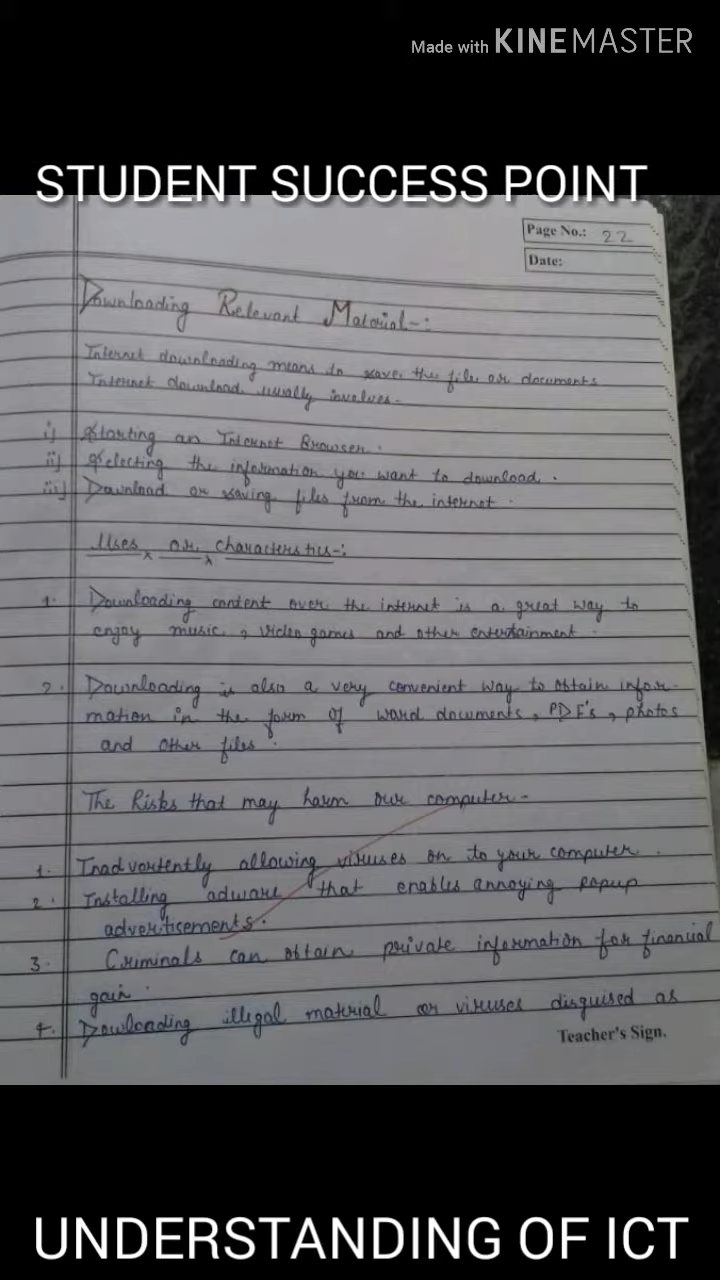 Made with KINEMASTER
STUDENT SUCCESS POINT
Page No.: 22
Date:
Downloading Relevant Material-:
Internet downloading means to save the file or documents
Internet download usually involves-
i) Starting an Internet Browser.
ii) Selecting the information you want to download.
iii) Download or saving files from the internet.
Uses or characteristics-:
1. Downloading content over the internet is a great way to
enjoy music, video games and other entertainment.
2. Downloading is also a very convenient way to obtain infor-
mation in the form of word documents, PDF's, photos
and other files.
The Risks that may harm our computer-
1. Inadvertently allowing viruses on to your computer.
2. Installing adware that enables annoying popup
advertisements.
3. Criminals can obtain private information for financial
gain.
4. Dowloading illegal material or viruses disguised as
Teacher's Sign.
UNDERSTANDING OF ICT